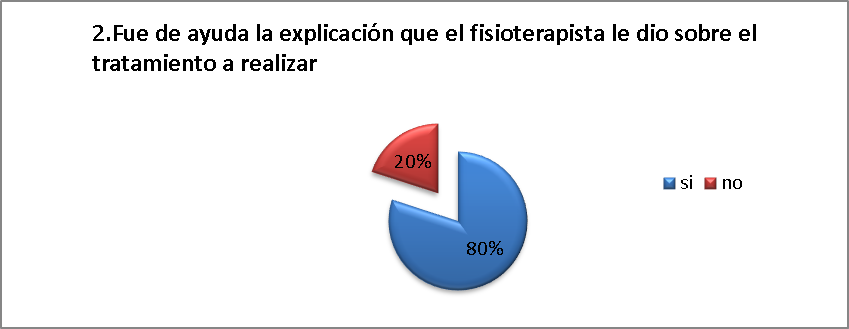 2.Fue de ayuda la explicación que el fisioterapista le dio sobre el
tratamiento a realizar
20%
si no
80%